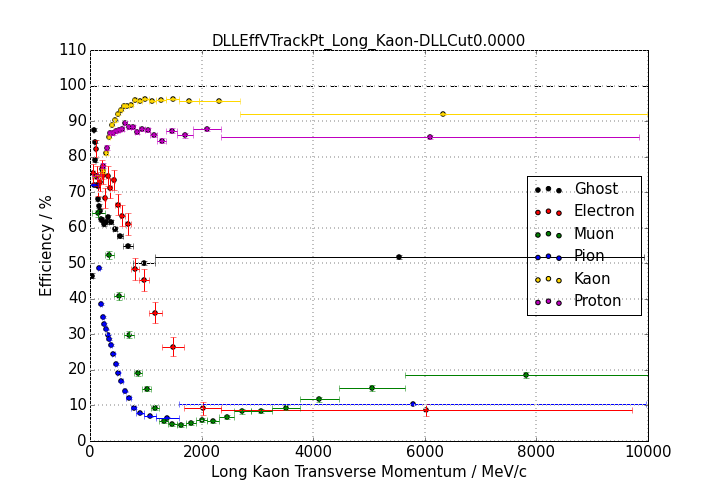 DLLEffVTrackPt_Long_Kaon-DLLCut0.0000
110
100
90
80
70
60
50
40
30
20
10
0
Efficiency / %
Ghost
Electron
Muon
Pion
Kaon
Proton
0 2000 4000 6000 8000 10000
Long Kaon Transverse Momentum / MeV/c